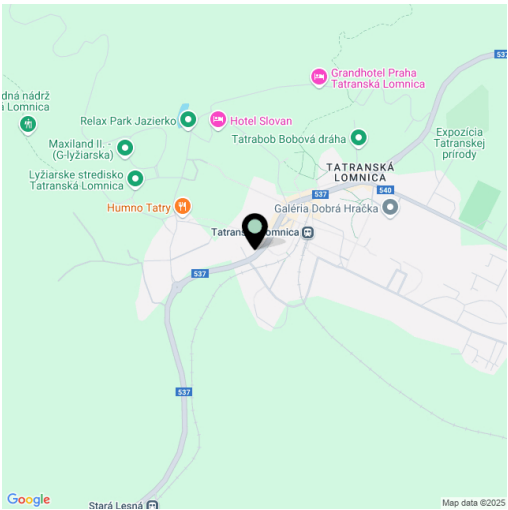 537
Grandhotel Praha
Tatranská Lomnica
dná nádrž
Lomnica
Relax Park Jazierko
Hotel Slovan
Tatrabob Bobová dráha
Expozícia
Tatranskej
prírody
Maxiland II. -
(G-lyžiarska)
Lyžiarske stredisko
Tatranská Lomnica
TATRANSKÁ
LOMNICA
537
540
Humno Tatry
Galéria Dobrá Hračka
Lomnica
537
537
Stará Lesná
Google
Map data ©2025